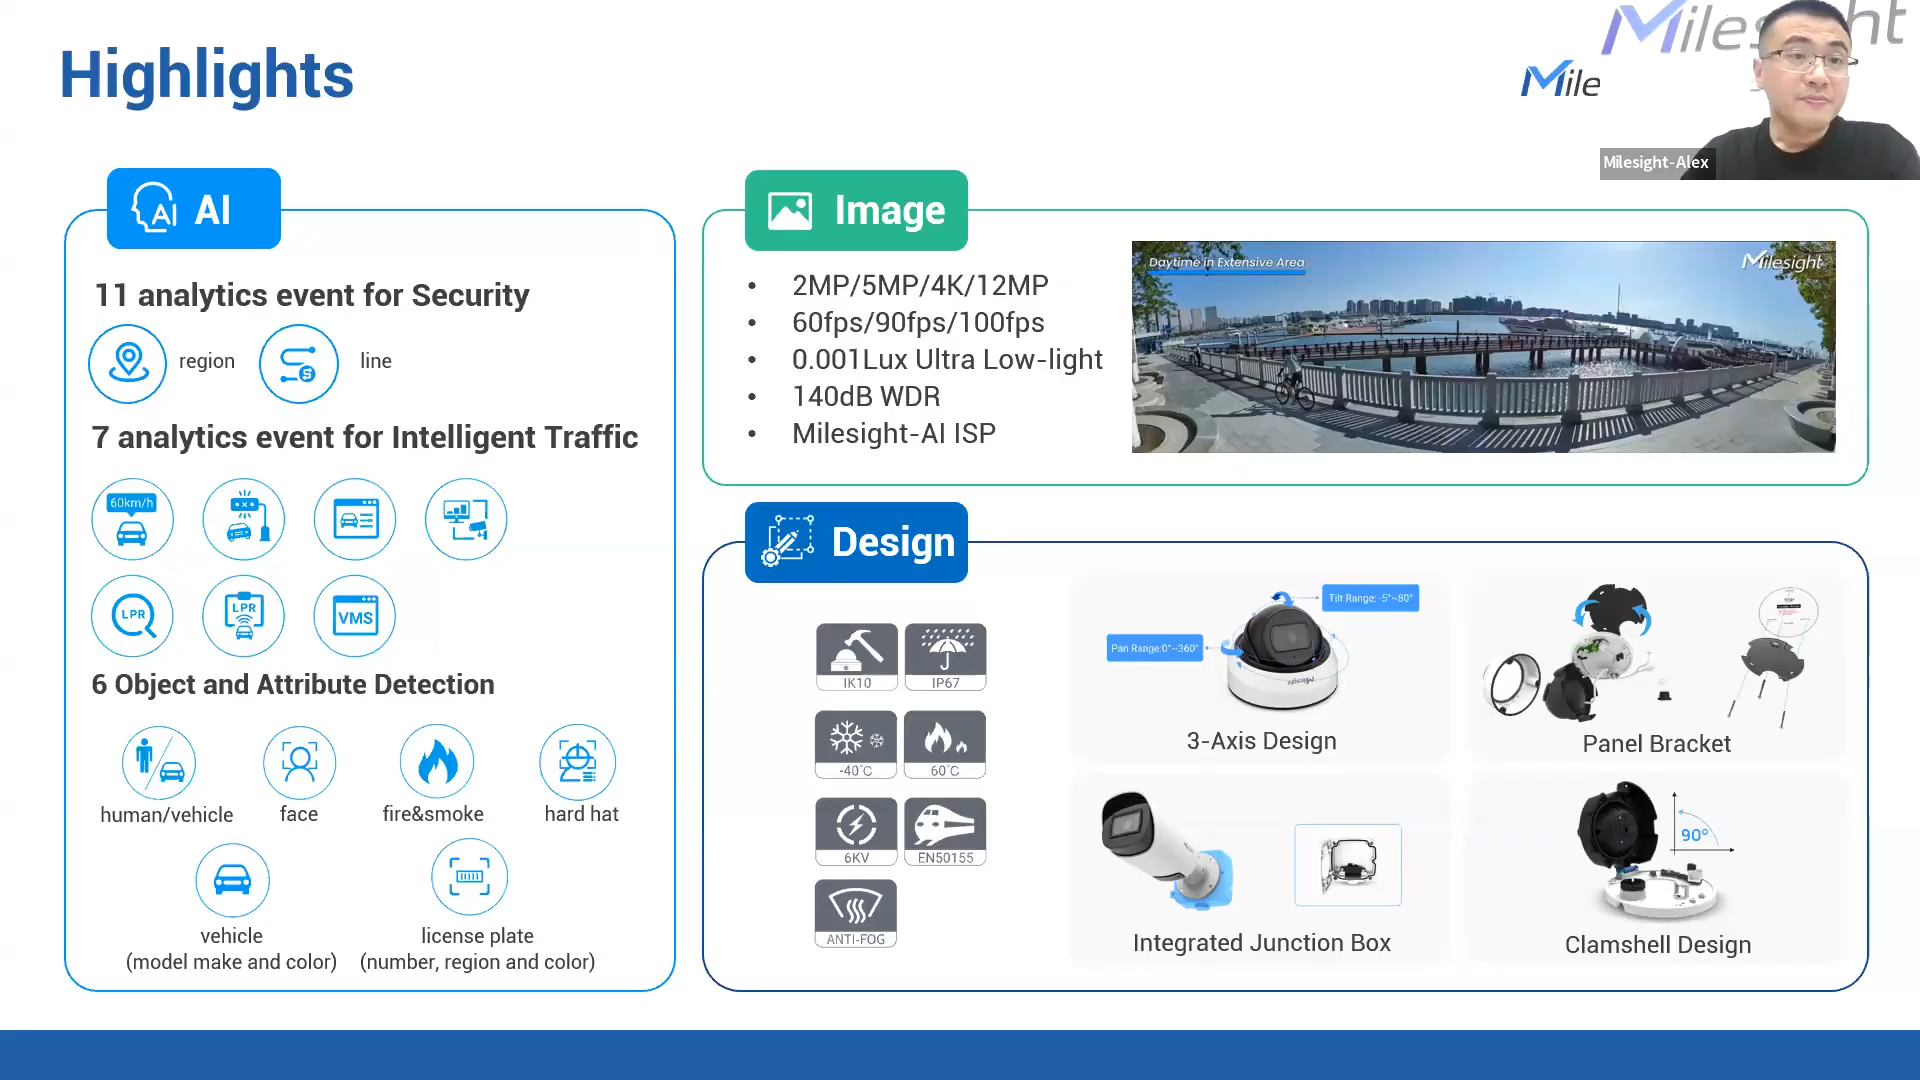 Highlights
Milesight
Mile
Milesight-Alex
AI
AI
11 analytics event for Security
region
line
7 analytics event for Intelligent Traffic
60km/h
LPR
LPR
VMS
6 Object and Attribute Detection
human/vehicle
face
fire&smoke
hard hat
vehicle
(model make and color)
license plate
(number, region and color)
Image
• 2MP/5MP/4K/12MP
• 60fps/90fps/100fps
• 0.001Lux Ultra Low-light
• 140dB WDR
• Milesight-AI ISP
Daytime in Extensive Area
Milesight
Design
IK10
IP67
-40°C
60°C
6KV
EN50155
ANTI-FOG
Tilt Range: -5°~80°
Pan Range:0°~360°
Milesight
3-Axis Design
TOP
Panel Bracket
Integrated Junction Box
90°
Clamshell Design